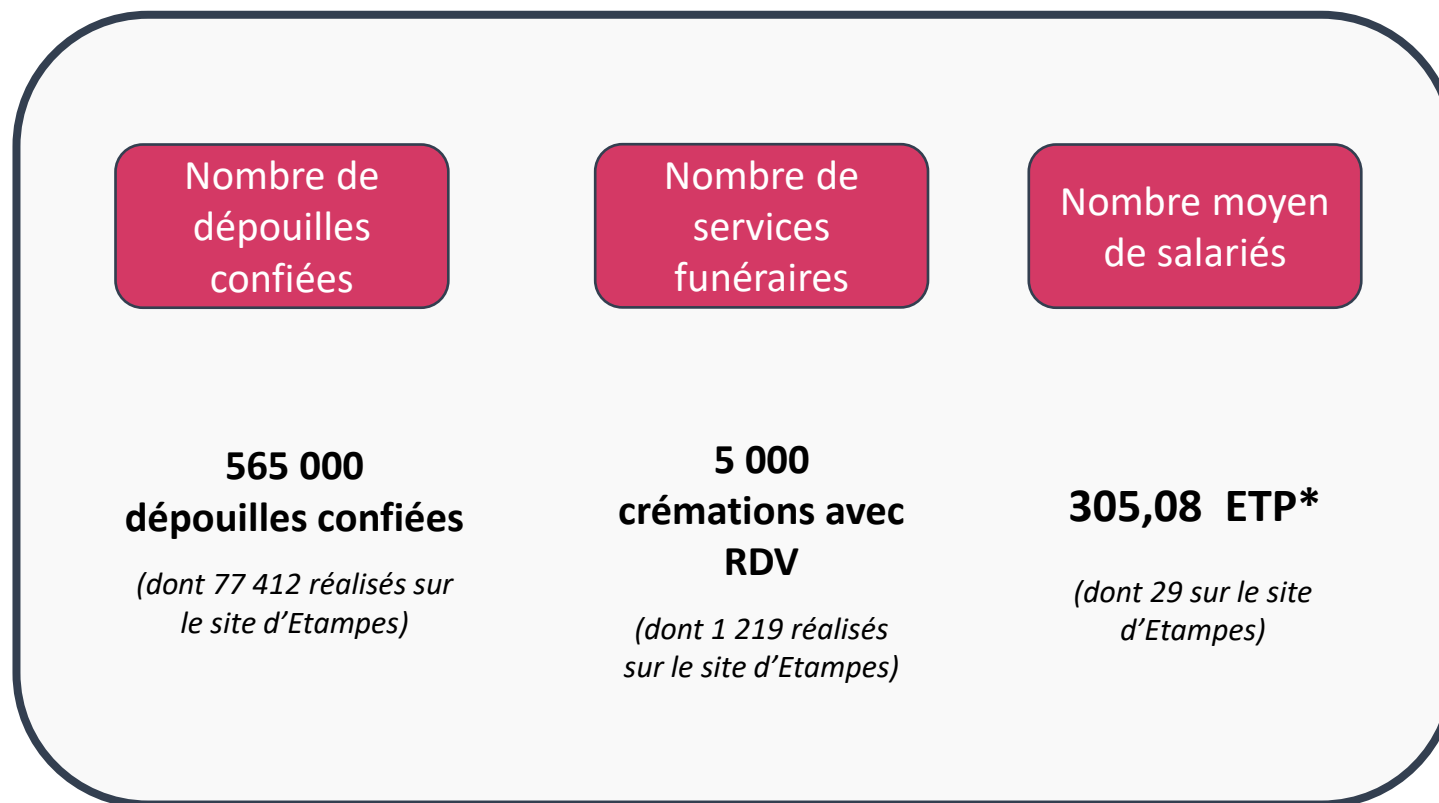 Nombre de
dépouilles
confiées
Nombre de
services
funéraires
Nombre moyen
de salariés
565 000
dépouilles confiées
(dont 77 412 réalisés sur
le site d’Etampes)
5 000
crémations avec
RDV
(dont 1 219 réalisés
sur le site d’Etampes)
305,08 ETP*
(dont 29 sur le site
d’Etampes)